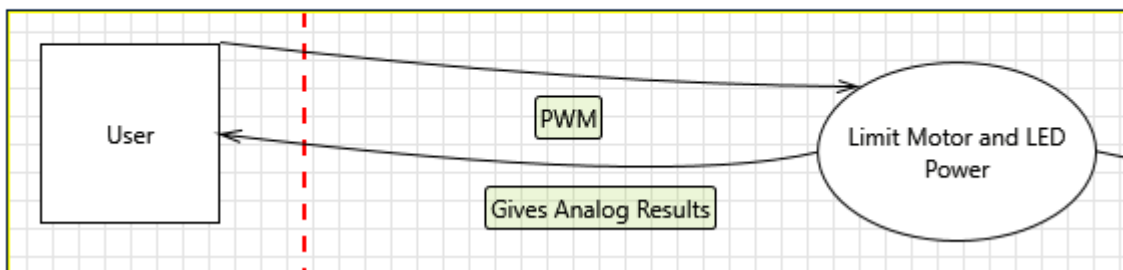 User
PWM
Gives Analog Results
Limit Motor and LED
Power